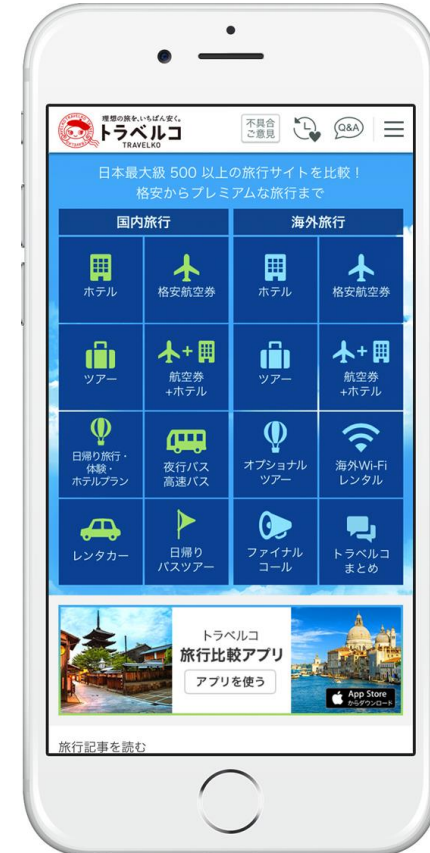 理想の旅を、いちばん安く。
トラベルコ
TRAVELKO
不具合
ご意見
Q&A
日本最大級 500 以上の旅行サイトを比較！
格安からプレミアムな旅行まで
国内旅行
海外旅行
ホテル
格安航空券
ホテル
格安航空券
ツアー
航空券
+ホテル
ツアー
航空券
+ホテル
日帰り旅行・
体験・
ホテルプラン
夜行バス
高速バス
オプショナル
ツアー
海外Wi-Fi
レンタル
レンタカー
日帰り
バスツアー
ファイナル
コール
トラベルコ
まとめ
トラベルコ
旅行比較アプリ
アプリを使う
App Store
からダウンロード
旅行記事を読む